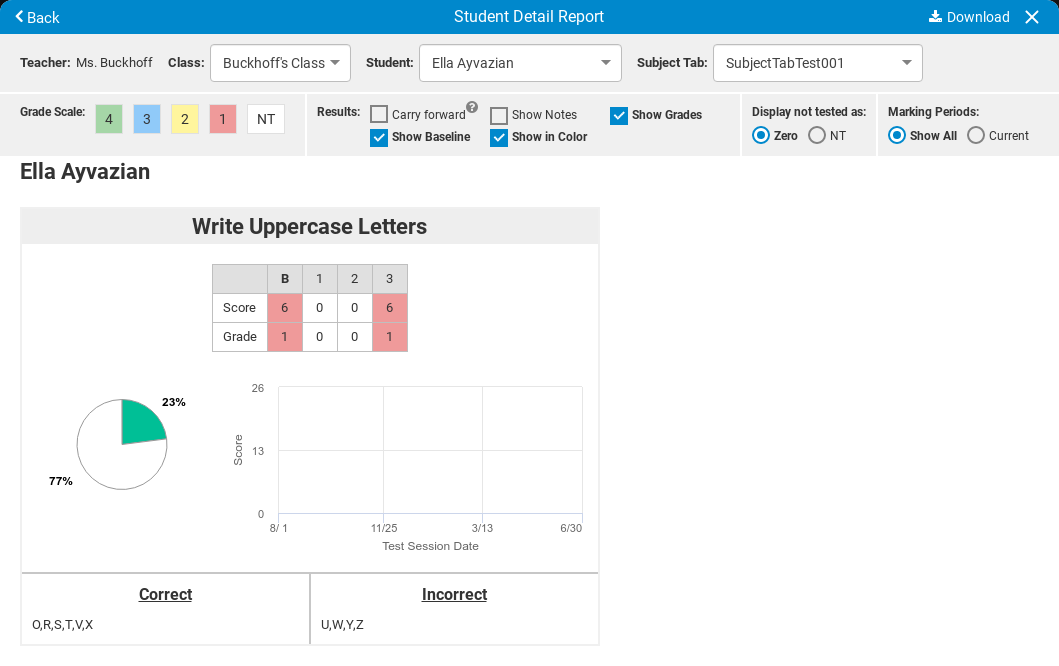 Back
Student Detail Report
Download
Teacher: Ms. Buckhoff Class: Buckhoff's Class Student: Ella Ayvazian Subject Tab: SubjectTabTest001
Grade Scale: 4 3 2 1 NT
Results: Carry forward ? Show Notes Show Grades
Show Baseline Show in Color
Display not tested as:
Zero NT
Marking Periods:
Show All Current
Ella Ayvazian
Write Uppercase Letters
B 1 2 3
Score 6 0 0 6
Grade 1 0 0 1
23%
77%
26
13
0
Score
8/ 1 11/25 3/13 6/30
Test Session Date
Correct
O,R,S,T,V,X
Incorrect
U,W,Y,Z